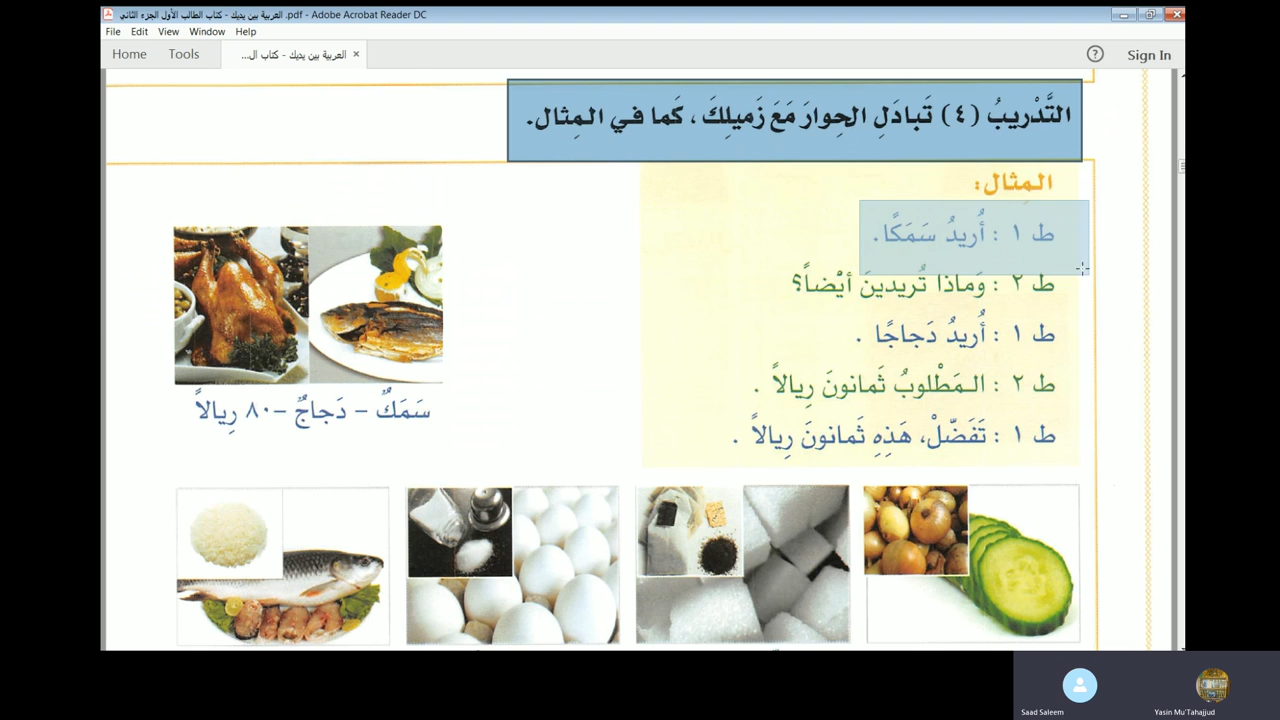 العربية بين يديك - كتاب الطالب الأول الجزء الثاني .pdf - Adobe Acrobat Reader DC
File Edit View Window Help
Home Tools العربية بين يديك - كتاب ال... × ? Sign In
التَّدْريبُ (٤) تَبادَلِ الحِوارَ مَعَ زَميلِكَ ، كَما في المِثال.
المِثال:
ط ١ : أُريدُ سَمَكًا.
ط ٢ : وَماذا تُريدينَ أيْضاً؟
ط ١ : أُريدُ دَجاجًا .
ط ٢ : الـمَطْلوبُ ثَمانونَ رِيالاً .
ط ١ : تَفَضّلْ، هَذِهِ ثَمانونَ رِيالاً .
سَمَكٌ – دَجاجٌ –٨٠ رِيالاً
Saad Saleem
Yasin Mu`Tahajjud